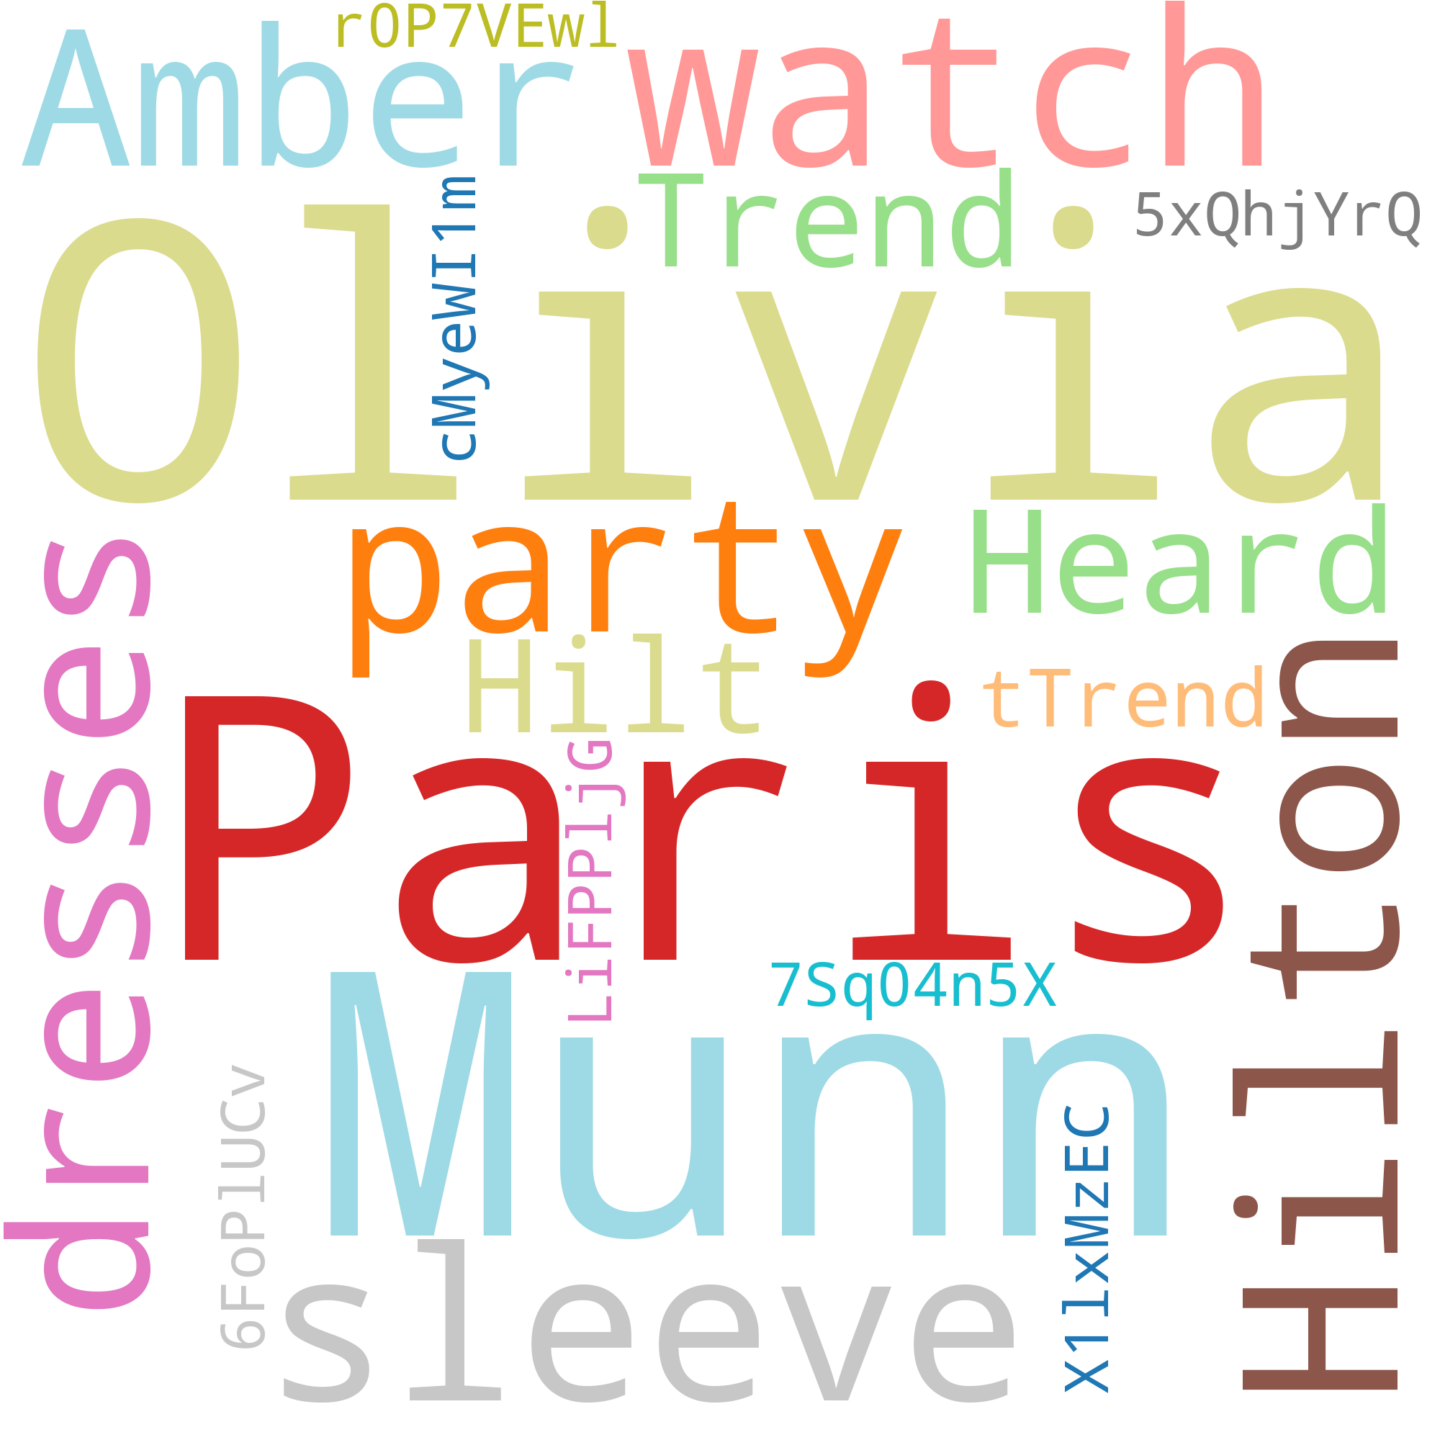 Amber
r0P7VEwl
watch
cMyeWI1m
Trend
5xQhjYrQ
Olivia
dresses
party
Heard
Hilt
tTrend
Hilton
Paris
LiFPPljG
7Sq04n5X
Munn
6FoPlUCv
X1lxMzEC
sleeve